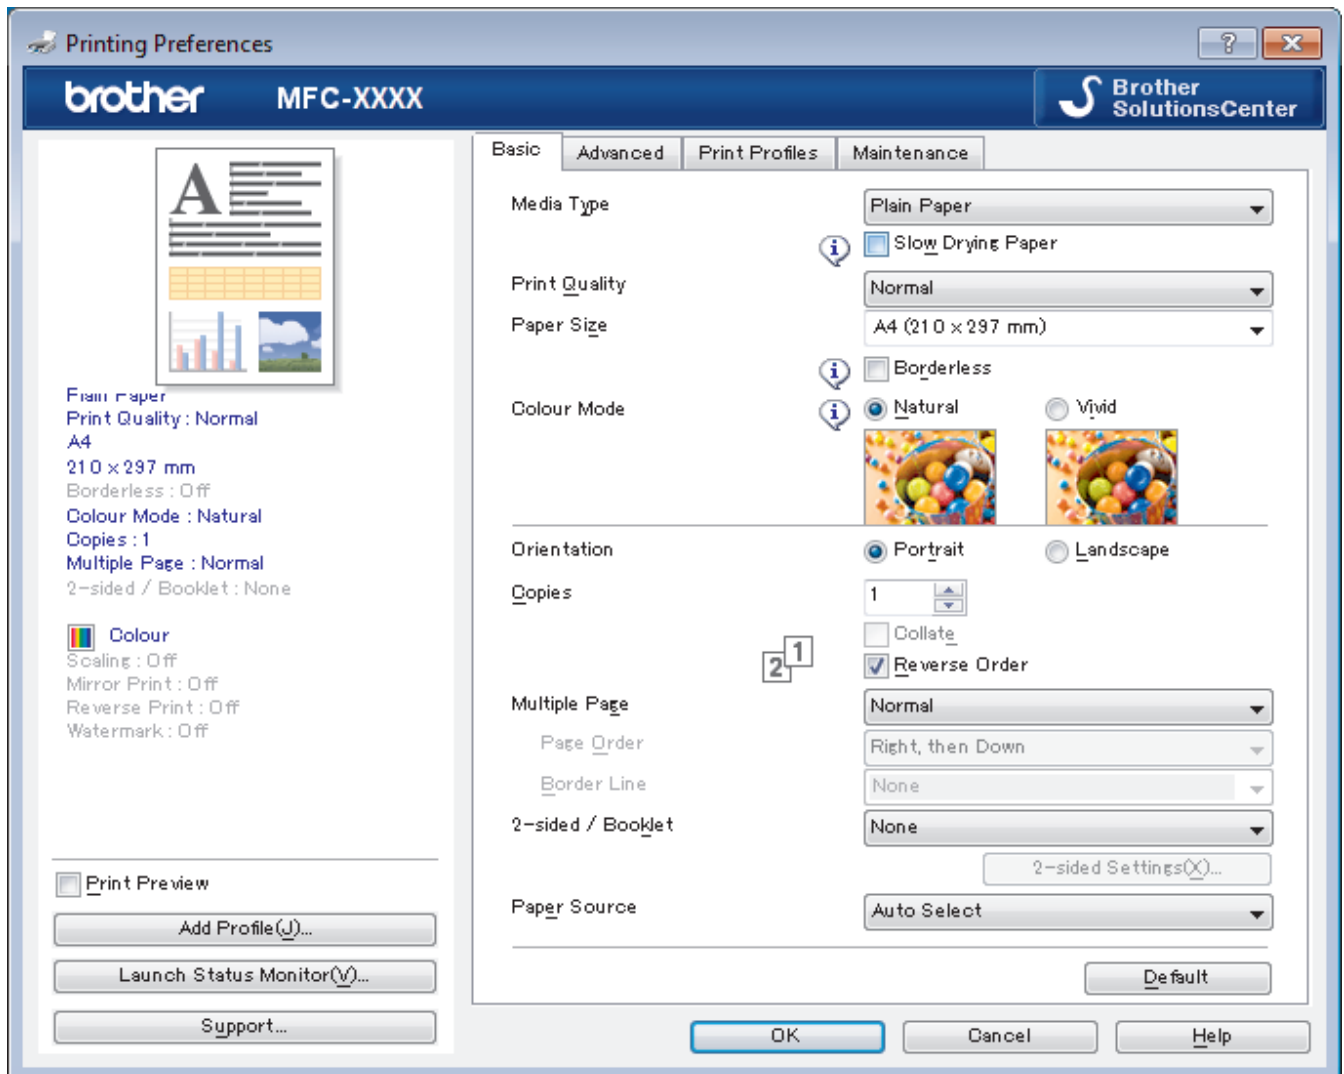 Printing Preferences
brother MFC-XXXX
Brother
SolutionsCenter
A
Plain Paper
Print Quality : Normal
A4
210 x 297 mm
Borderless : Off
Colour Mode : Natural
Copies : 1
Multiple Page : Normal
2-sided / Booklet : None
Colour
Scaling : Off
Mirror Print : Off
Reverse Print : Off
Watermark : Off
Print Preview
Add Profile(J)...
Launch Status Monitor(V)...
Support...
Basic Advanced Print Profiles Maintenance
Media Type Plain Paper
Slow Drying Paper
Print Quality Normal
Paper Size A4 (210 x 297 mm)
Borderless
Colour Mode Natural Vivid
Orientation Portrait Landscape
Copies 1
Collate
2 1 Reverse Order
Multiple Page Normal
Page Order Right, then Down
Border Line None
2-sided / Booklet None
2-sided Settings(X)...
Paper Source Auto Select
Default
OK Cancel Help